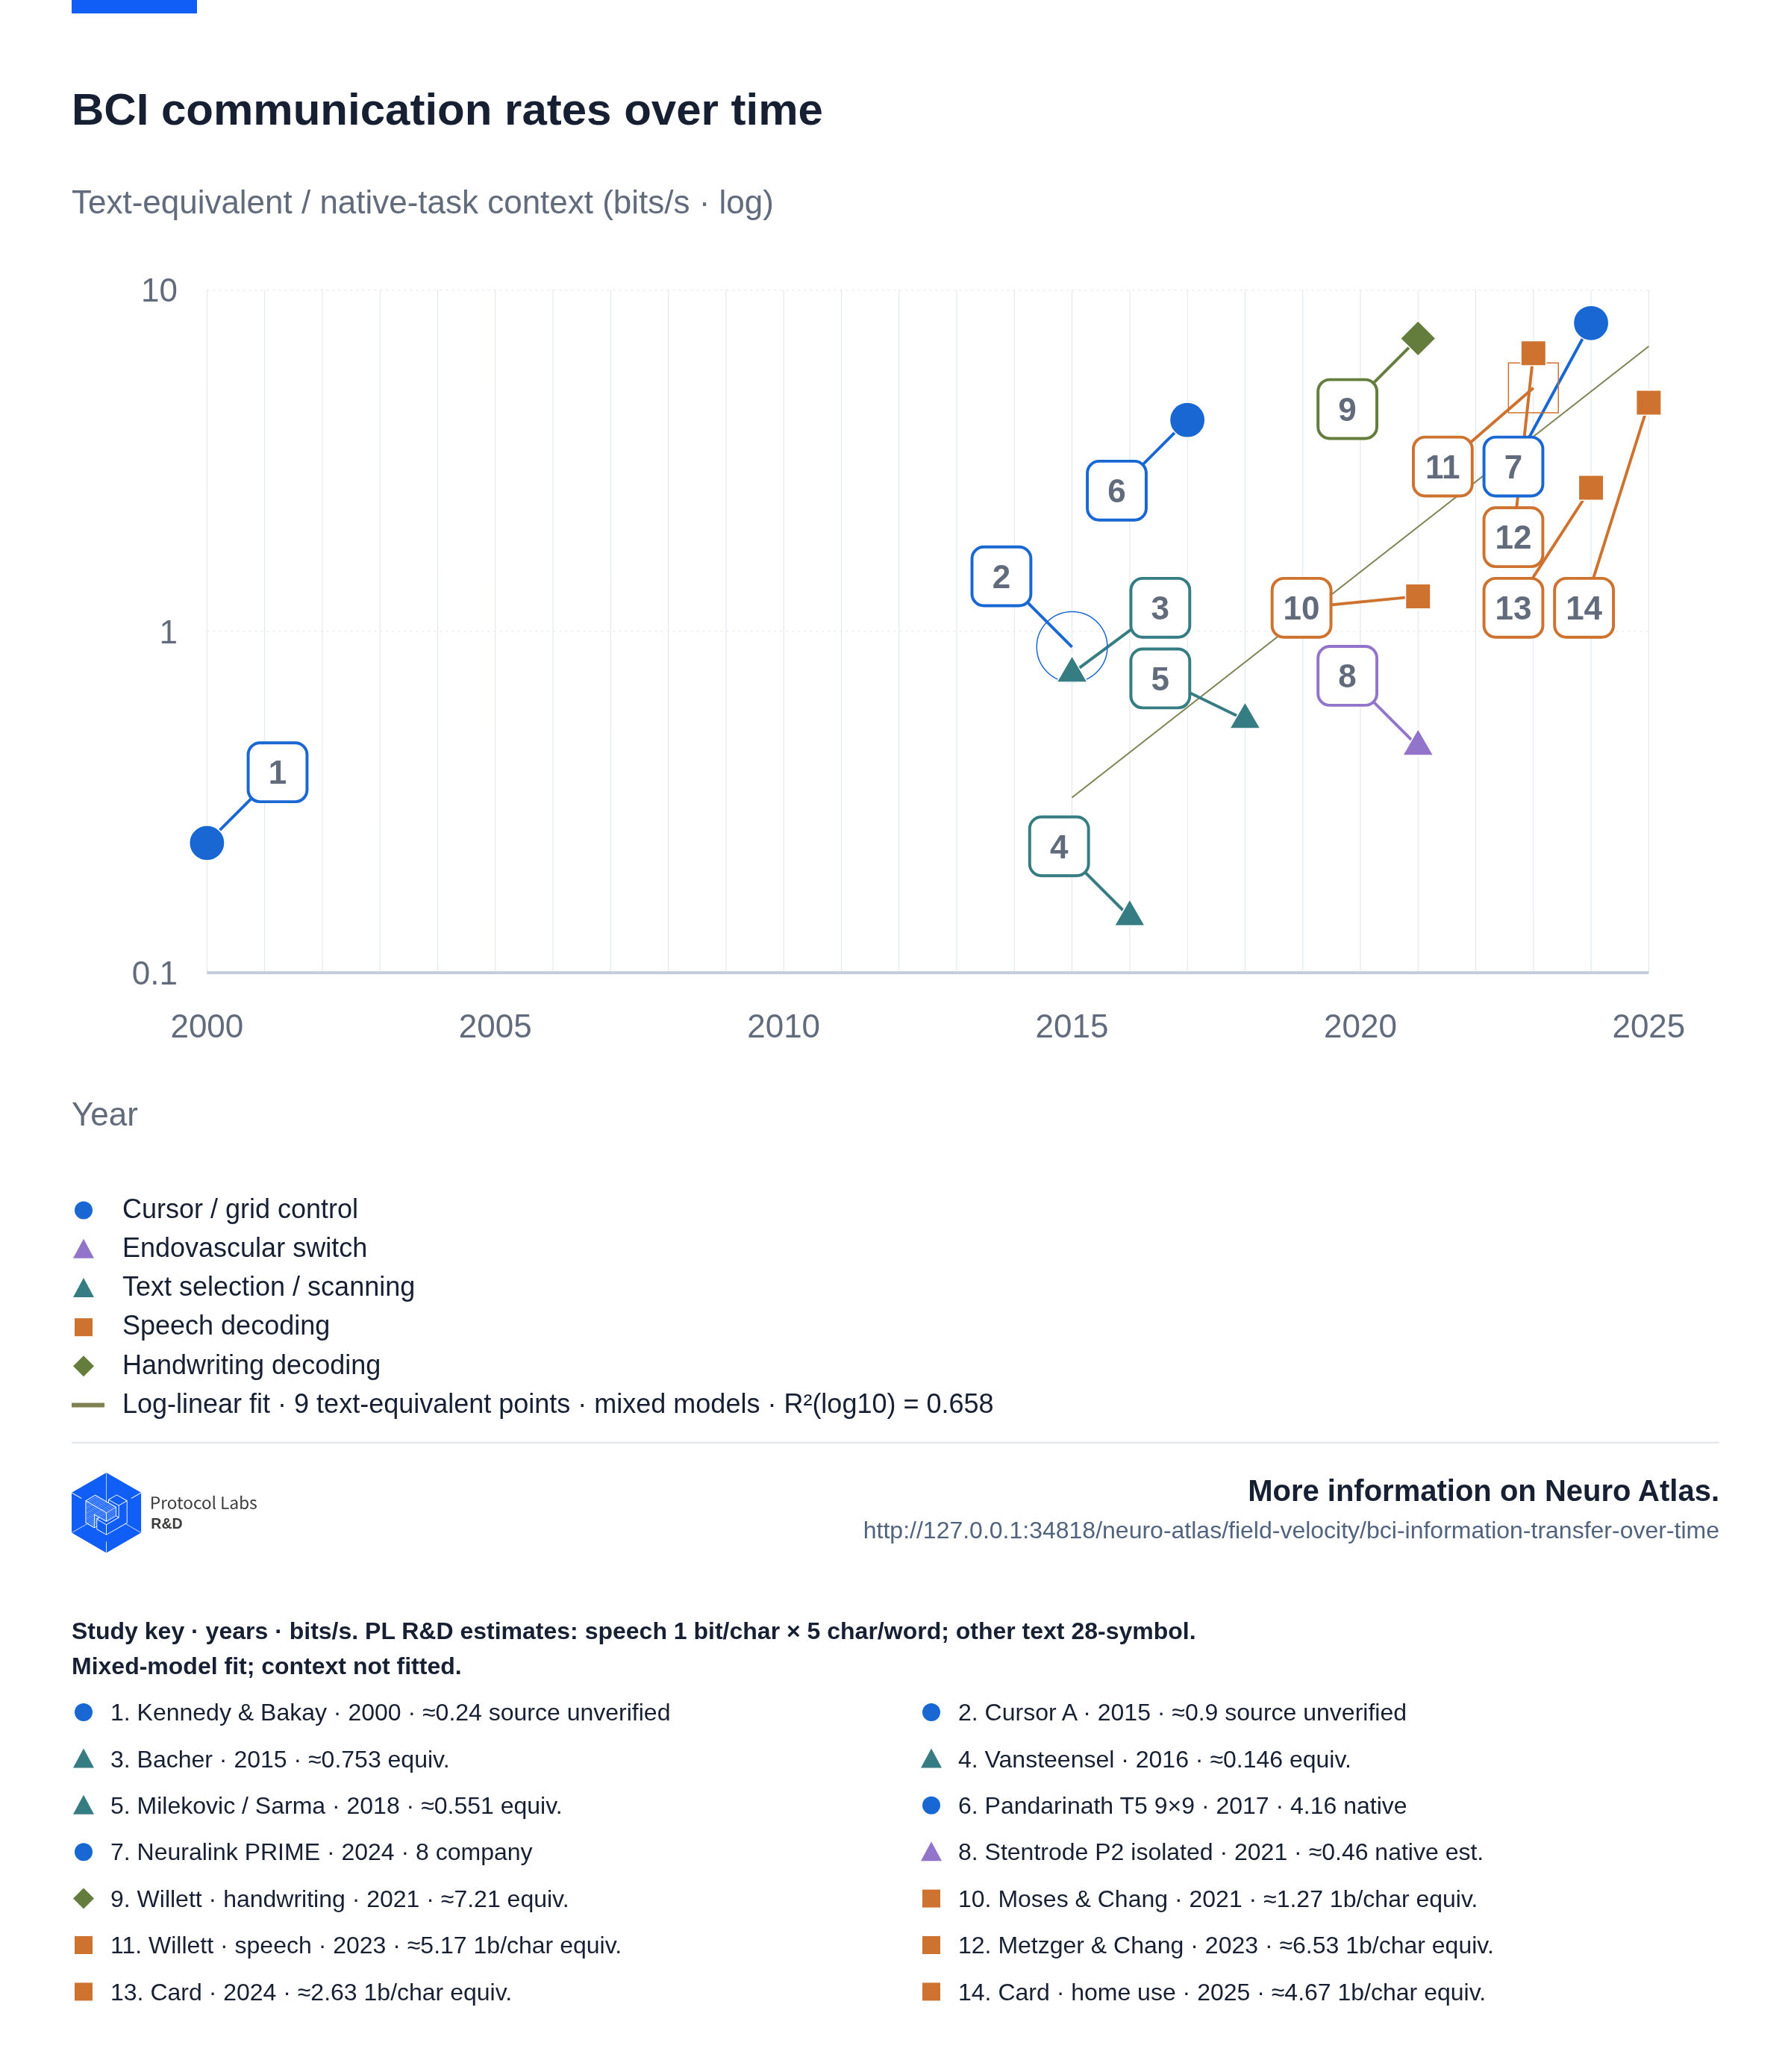 BCI communication rates over time
Text-equivalent / native-task context (bits/s · log)
10
1
0.1
9
6
11
7
12
2
3
10
13
14
5
8
1
4
2000
2005
2010
2015
2020
2025
Year
Cursor / grid control
Endovascular switch
Text selection / scanning
Speech decoding
Handwriting decoding
Log-linear fit · 9 text-equivalent points · mixed models · R²(log10) = 0.658
Protocol Labs
R&D
More information on Neuro Atlas.
http://127.0.0.1:34818/neuro-atlas/field-velocity/bci-information-transfer-over-time
Study key · years · bits/s. PL R&D estimates: speech 1 bit/char × 5 char/word; other text 28-symbol.
Mixed-model fit; context not fitted.
1. Kennedy & Bakay · 2000 · ≈0.24 source unverified
2. Cursor A · 2015 · ≈0.9 source unverified
3. Bacher · 2015 · ≈0.753 equiv.
4. Vansteensel · 2016 · ≈0.146 equiv.
5. Milekovic / Sarma · 2018 · ≈0.551 equiv.
6. Pandarinath T5 9×9 · 2017 · 4.16 native
7. Neuralink PRIME · 2024 · 8 company
8. Stentrode P2 isolated · 2021 · ≈0.46 native est.
9. Willett · handwriting · 2021 · ≈7.21 equiv.
10. Moses & Chang · 2021 · ≈1.27 1b/char equiv.
11. Willett · speech · 2023 · ≈5.17 1b/char equiv.
12. Metzger & Chang · 2023 · ≈6.53 1b/char equiv.
13. Card · 2024 · ≈2.63 1b/char equiv.
14. Card · home use · 2025 · ≈4.67 1b/char equiv.